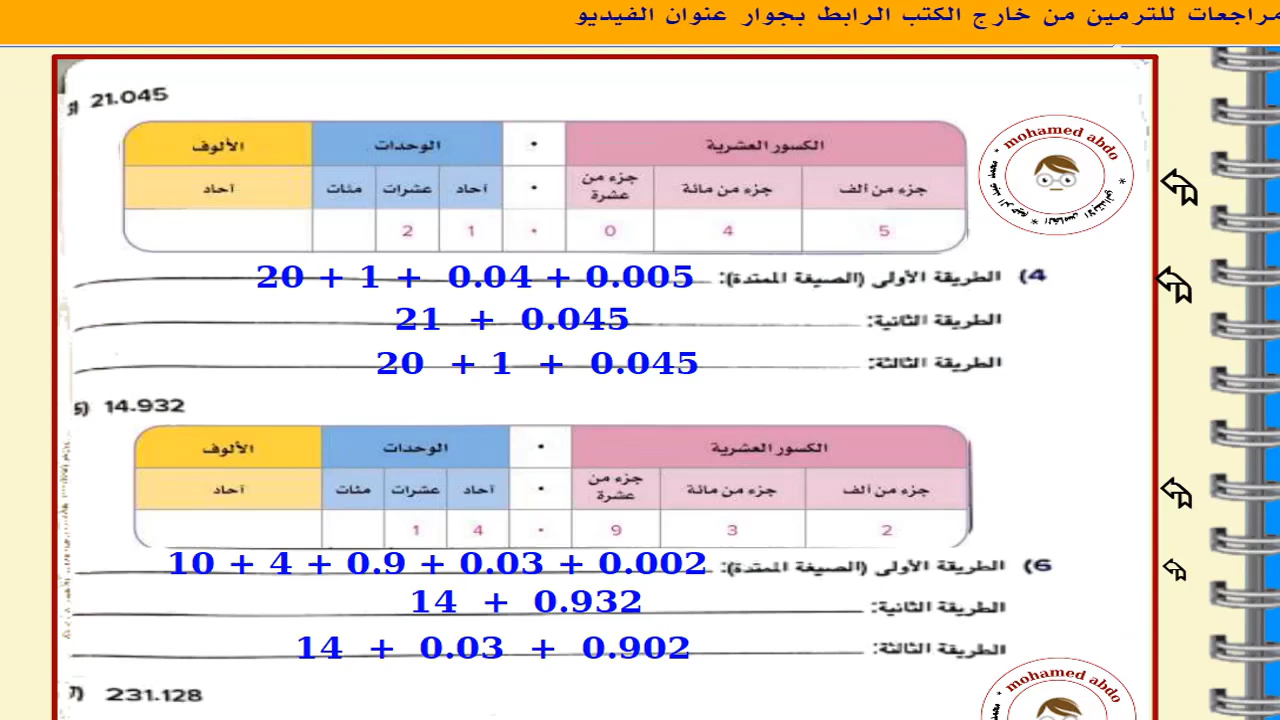 مراجعات للترمين من خارج الكتب الرابط بجوار عنوان الفيديو
21.045
الألوف الوحدات • الكسور العشرية
آحاد مئات عشرات آحاد • جزء من عشرة جزء من مائة جزء من ألف
2 1 • 0 4 5
mohamed abdo
4) الطريقة الأولى (الصيغة الممتدة): 20 + 1 + 0.04 + 0.005
الطريقة الثانية: 21 + 0.045
الطريقة الثالثة: 20 + 1 + 0.045
5) 14.932
الألوف الوحدات • الكسور العشرية
آحاد مئات عشرات آحاد • جزء من عشرة جزء من مائة جزء من ألف
1 4 • 9 3 2
6) الطريقة الأولى (الصيغة الممتدة): 10 + 4 + 0.9 + 0.03 + 0.002
الطريقة الثانية: 14 + 0.932
الطريقة الثالثة: 14 + 0.03 + 0.902
7) 231.128
mohamed abdo